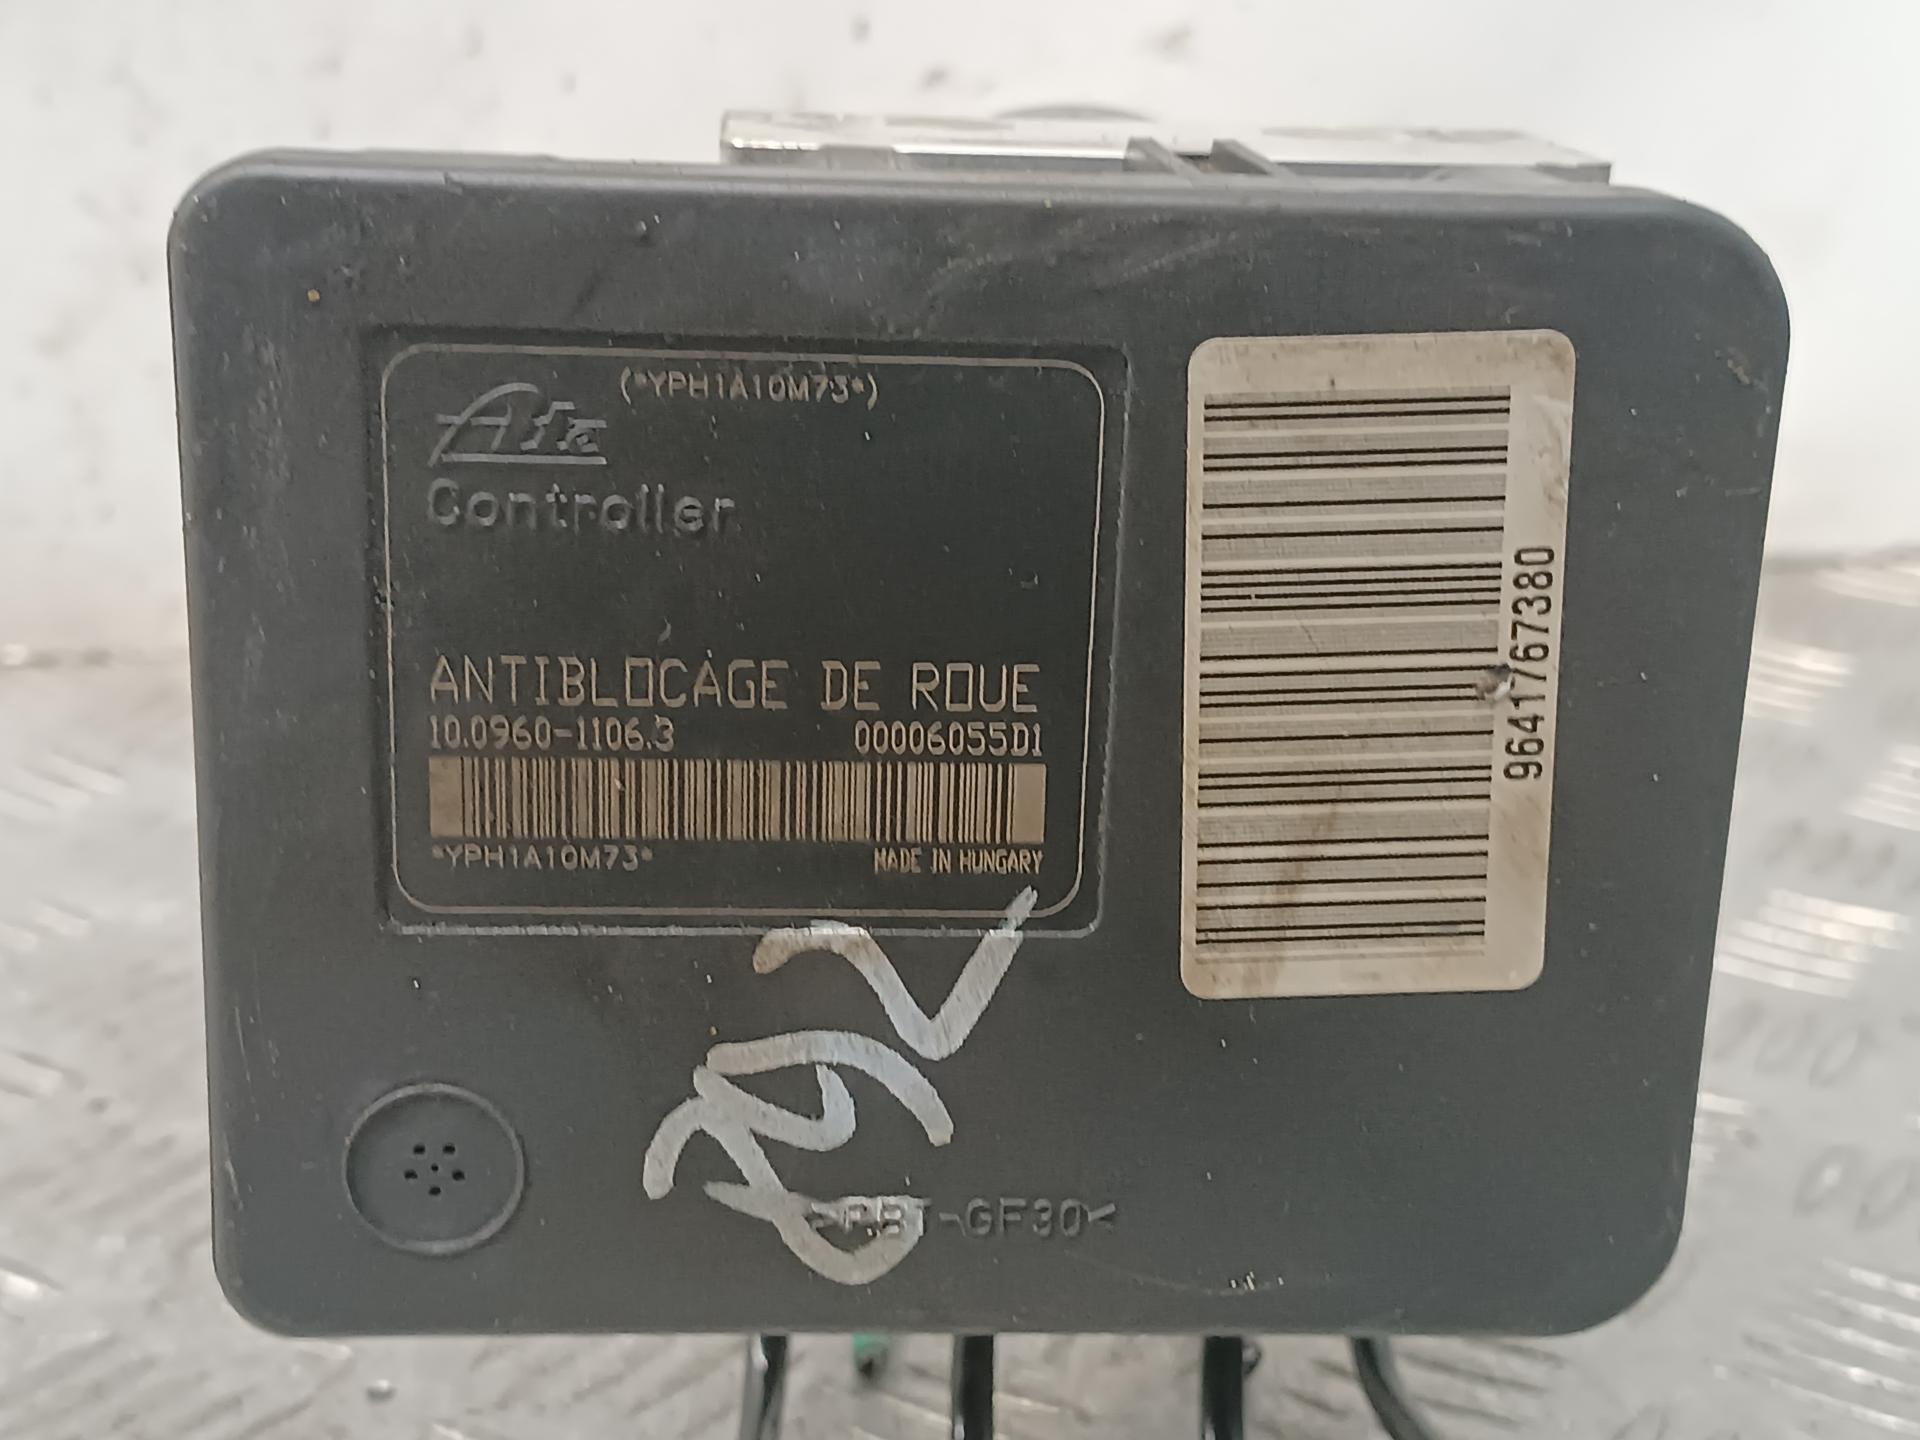 (*YPH1A10M73*)
Ate
Controller
ANTIBLOCAGE DE ROUE
10.0960-1106.3 00006055D1
*YPH1A10M73*
MADE IN HUNGARY
9641767380
>PBT-GF30<